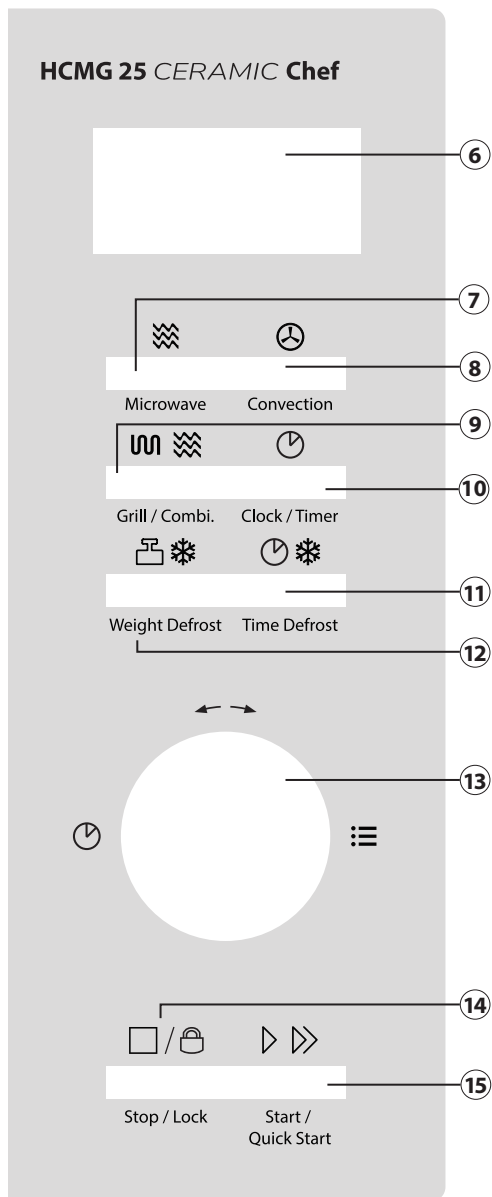 HCMG 25 CERAMIC Chef
6
7
8
Microwave Convection
9
10
Grill / Combi. Clock / Timer
11
Weight Defrost Time Defrost
12
13
14
15
Stop / Lock Start /
Quick Start